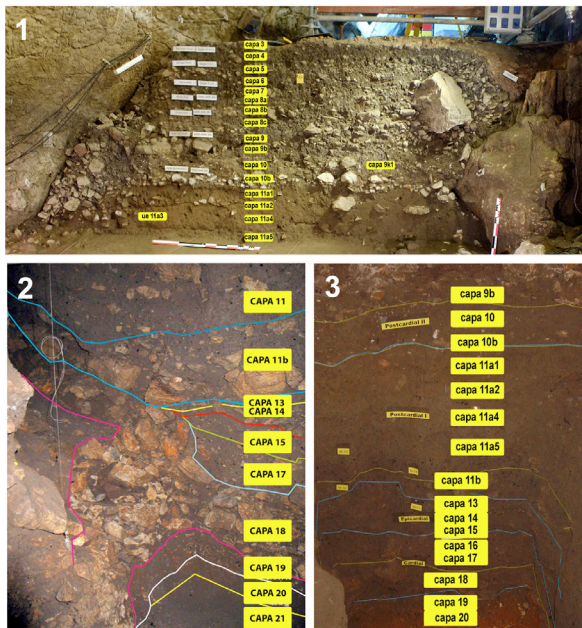 1
capa 3
capa 4
capa 5
capa 6
capa 7
capa 8a
capa 8b
capa 8c
capa 9
capa 9b
capa 10
capa 9k1
capa 10b
capa 11a1
capa 11a2
ue 11a3
capa 11a4
capa 11a5
2
CAPA 11
CAPA 11b
CAPA 13
CAPA 14
CAPA 15
CAPA 17
CAPA 18
CAPA 19
CAPA 20
CAPA 21
3
capa 9b
capa 10
Postcardial II
capa 10b
capa 11a1
capa 11a2
Postcardial I
capa 11a4
capa 11a5
capa 11b
capa 13
Epicardial
capa 14
capa 15
capa 16
capa 17
Cardial
capa 18
capa 19
capa 20